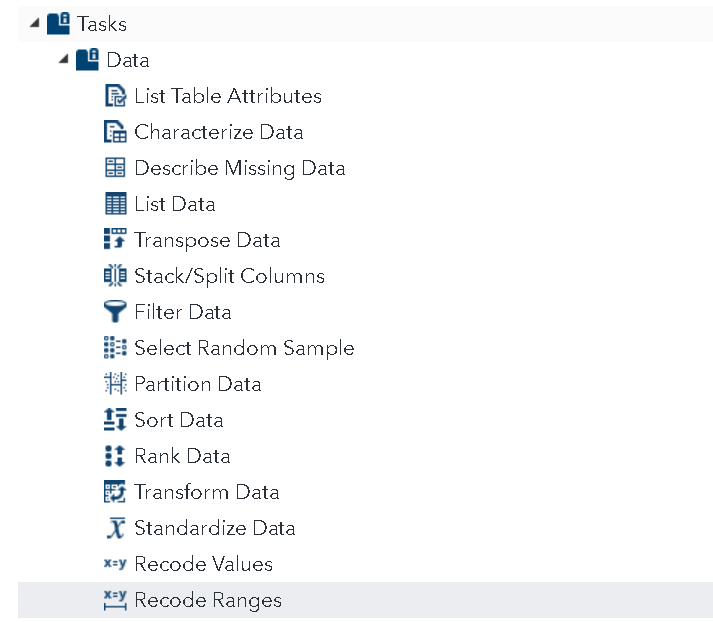 Tasks
Data
List Table Attributes
Characterize Data
Describe Missing Data
List Data
Transpose Data
Stack/Split Columns
Filter Data
Select Random Sample
Partition Data
Sort Data
Rank Data
Transform Data
Standardize Data
x=y Recode Values
x=y Recode Ranges